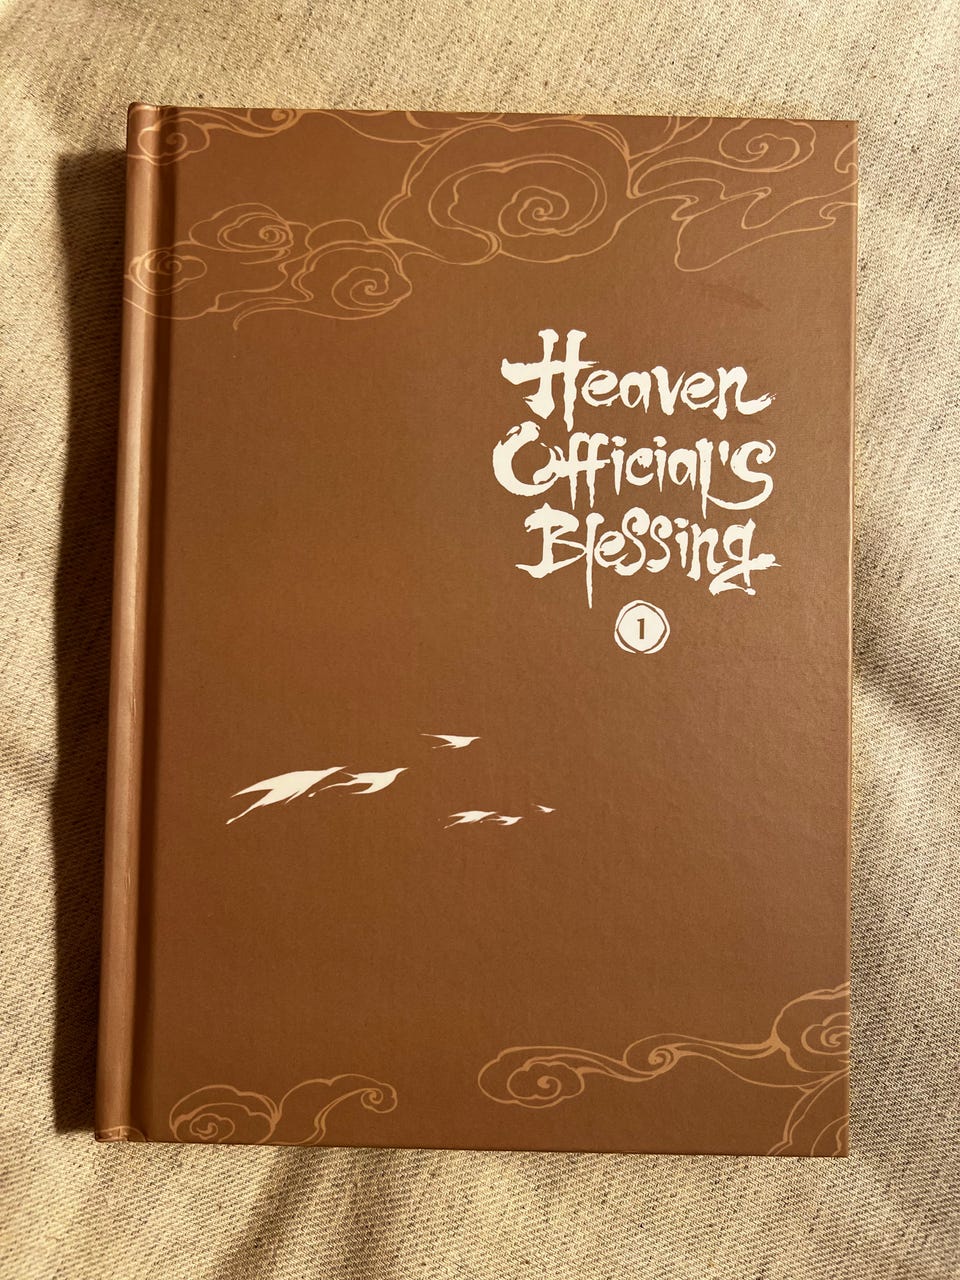 Heaven
Official's
Blessing
1